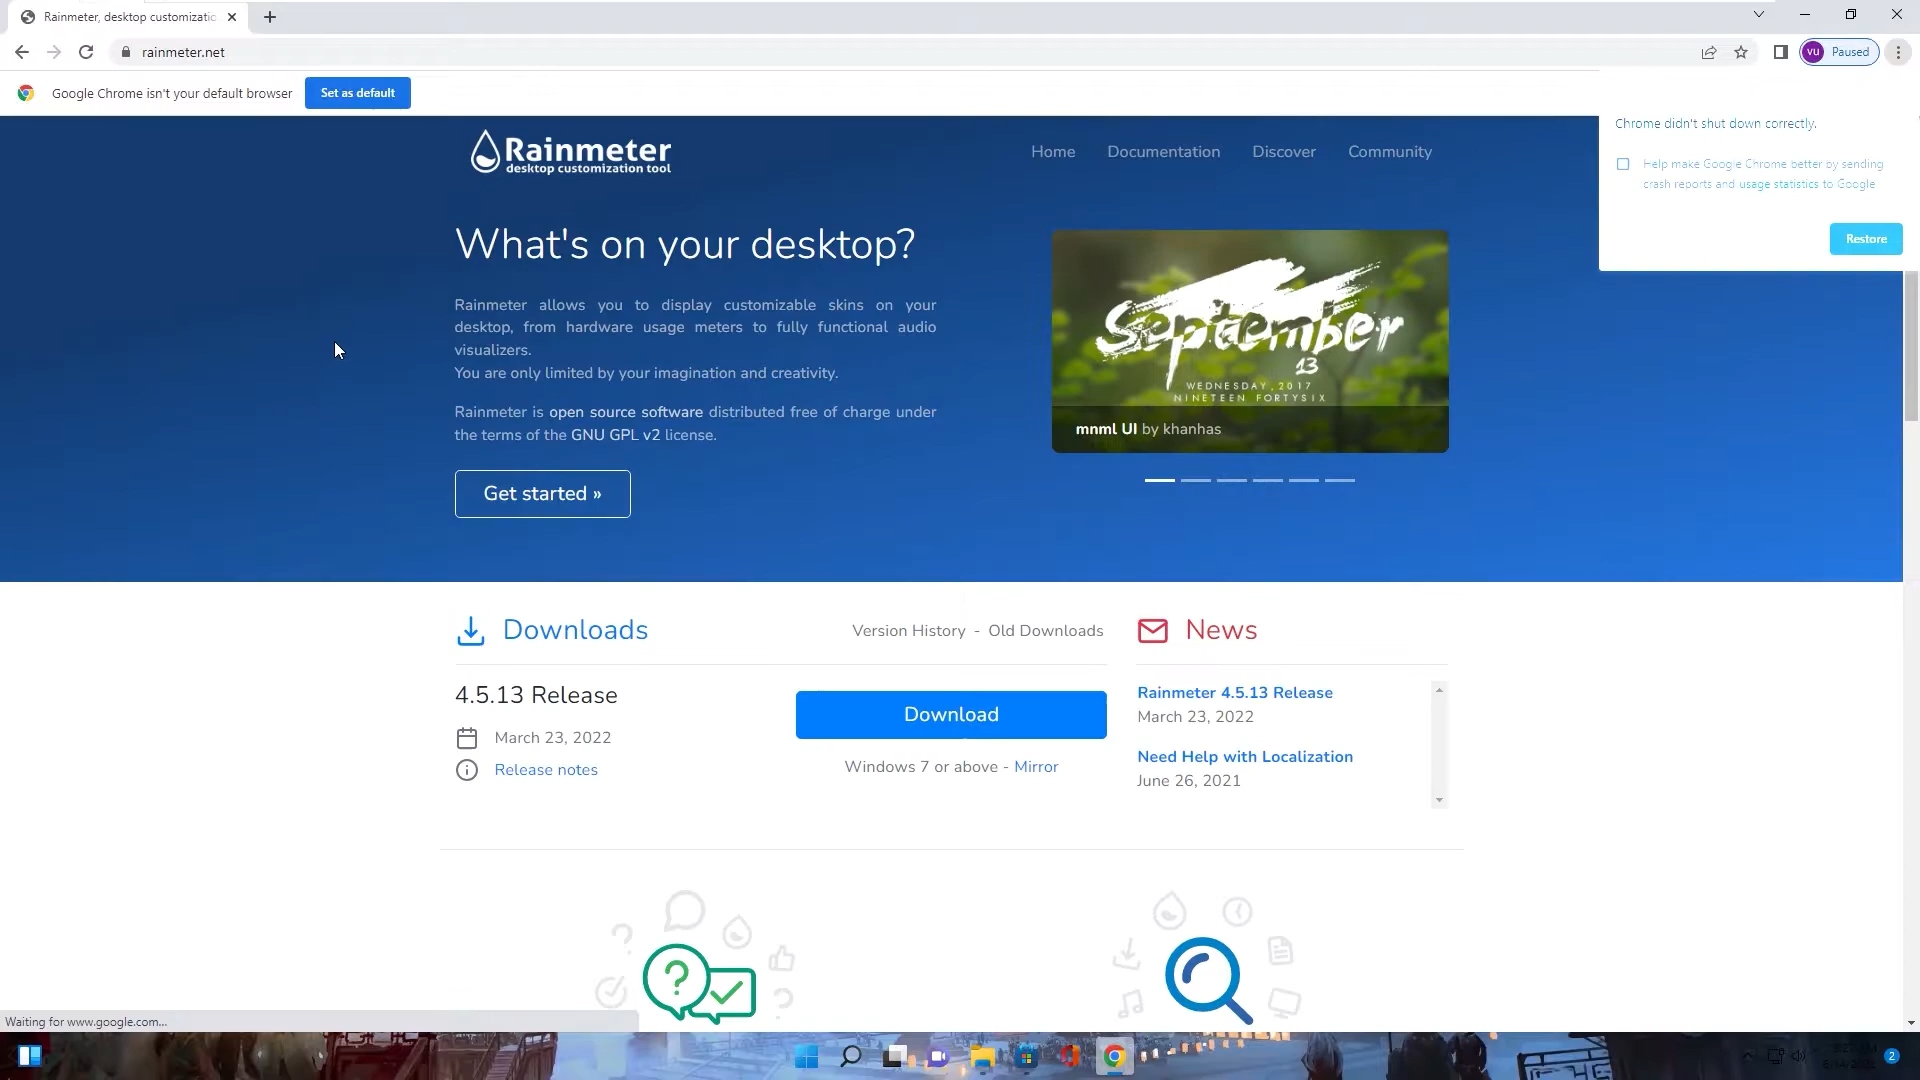 Rainmeter, desktop customizatio
rainmeter.net
VU Paused
Google Chrome isn't your default browser
Set as default
Chrome didn't shut down correctly.
Help make Google Chrome better by sending
crash reports and usage statistics to Google
Restore
Rainmeter
desktop customization tool
Home Documentation Discover Community
What's on your desktop?
Rainmeter allows you to display customizable skins on your
desktop, from hardware usage meters to fully functional audio
visualizers.
You are only limited by your imagination and creativity.
Rainmeter is open source software distributed free of charge under
the terms of the GNU GPL v2 license.
Get started »
September
13
WEDNESDAY, 2017
NINETEEN FORTYSIX
mnml UI by khanhas
Downloads
Version History - Old Downloads
4.5.13 Release
March 23, 2022
Release notes
Download
Windows 7 or above - Mirror
News
Rainmeter 4.5.13 Release
March 23, 2022
Need Help with Localization
June 26, 2021
Waiting for www.google.com...
2